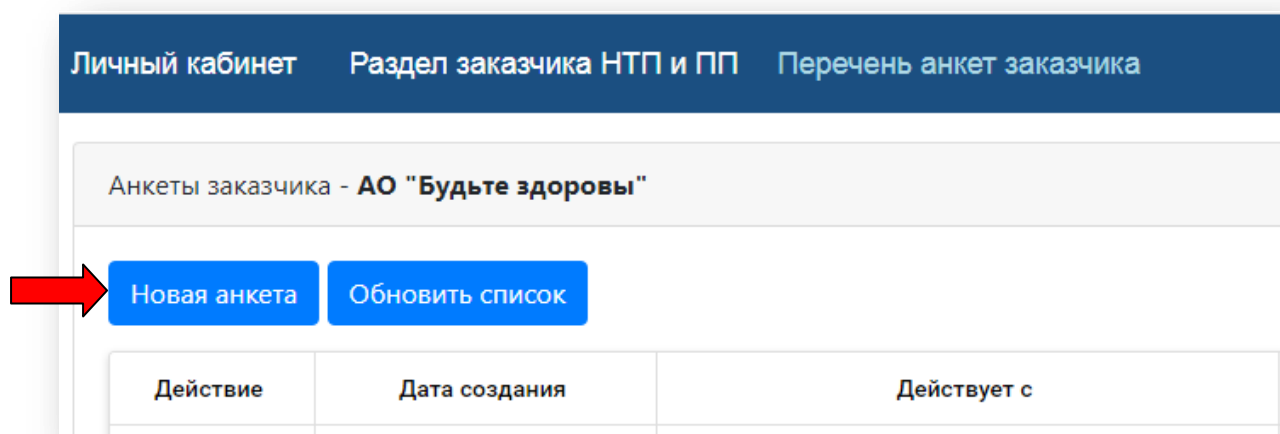 Личный кабинет Раздел заказчика НТП и ПП Перечень анкет заказчика
Анкеты заказчика - АО "Будьте здоровы"
Новая анкета Обновить список
Действие Дата создания Действует с